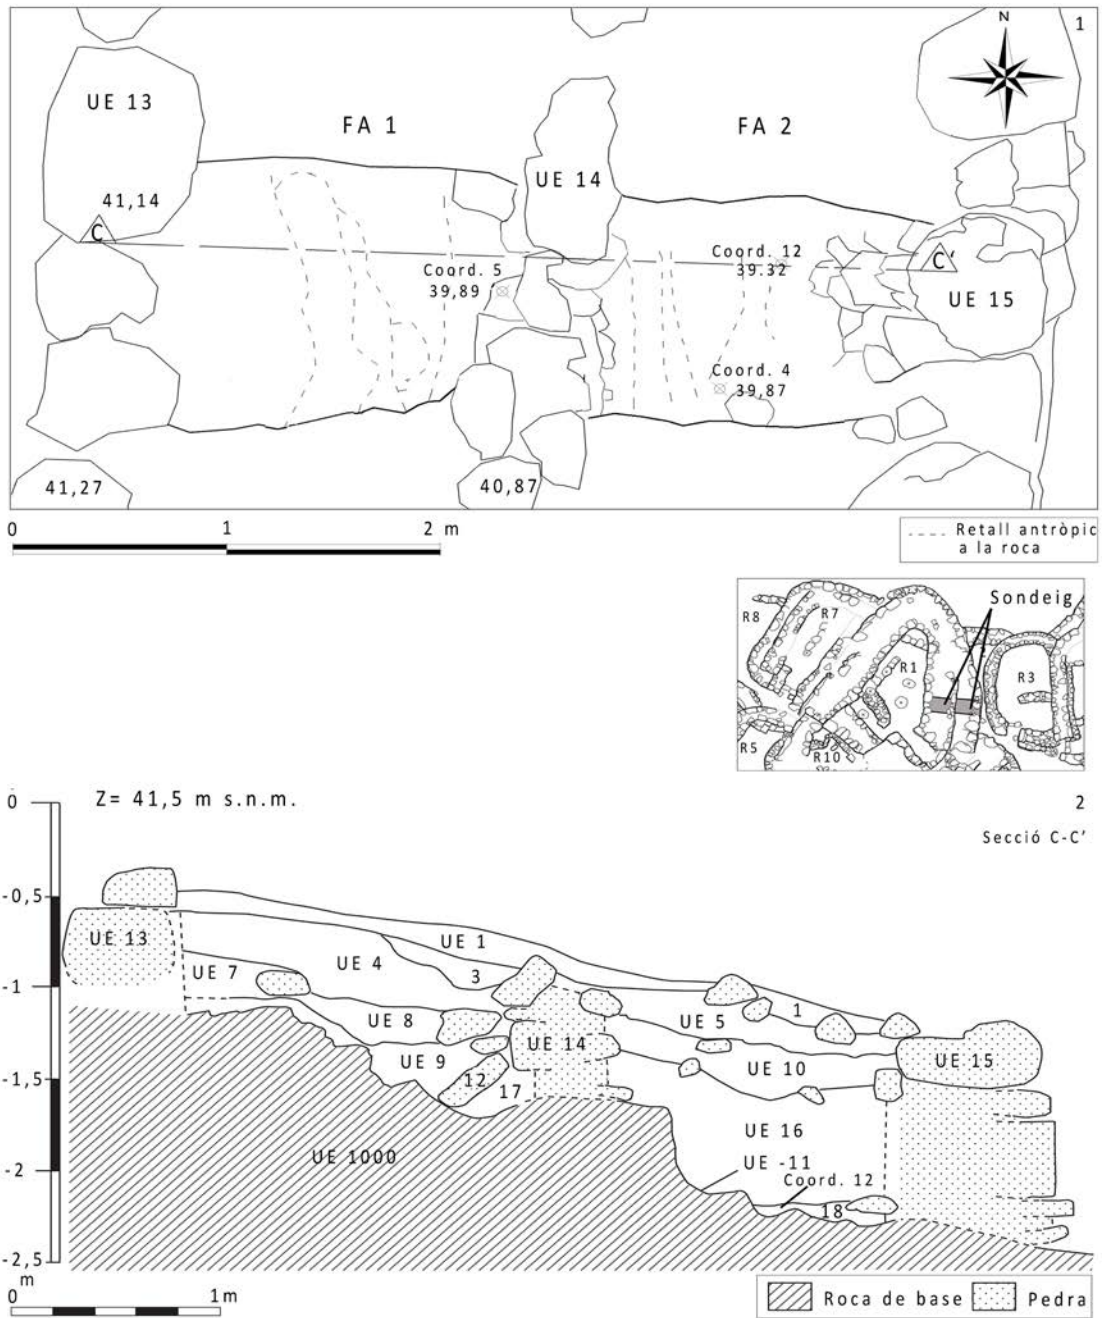 N
1
UE 13
FA 1
FA 2
UE 14
41,14
C
Coord. 5
39,89
Coord. 12
39.32
C'
UE 15
Coord. 4
39,87
41,27
40,87
0 1 2 m
Retall antròpic
a la roca
Sondeig
R8
R7
R1
R3
R5
R10
0
Z= 41,5 m s.n.m.
2
Secció C-C'
-0,5
UE 13
UE 1
UE 4
3
UE 7
-1
1
UE 8
UE 5
UE 14
UE 9
UE 10
UE 15
-1,5
12
17
UE 16
UE 1000
UE -11
-2
Coord. 12
18
-2,5
m
0 1m
Roca de base
Pedra